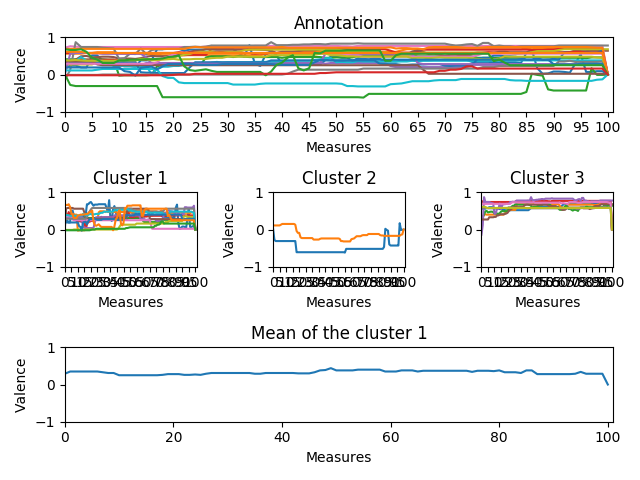 Annotation
Valence
1
0
−1
0 5 10 15 20 25 30 35 40 45 50 55 60 65 70 75 80 85 90 95 100
Measures
Cluster 1
Cluster 2
Cluster 3
Valence
1
0
−1
Valence
1
0
−1
Valence
1
0
−1
Measures
Measures
Measures
Mean of the cluster 1
Valence
1
0
−1
0 20 40 60 80 100
Measures